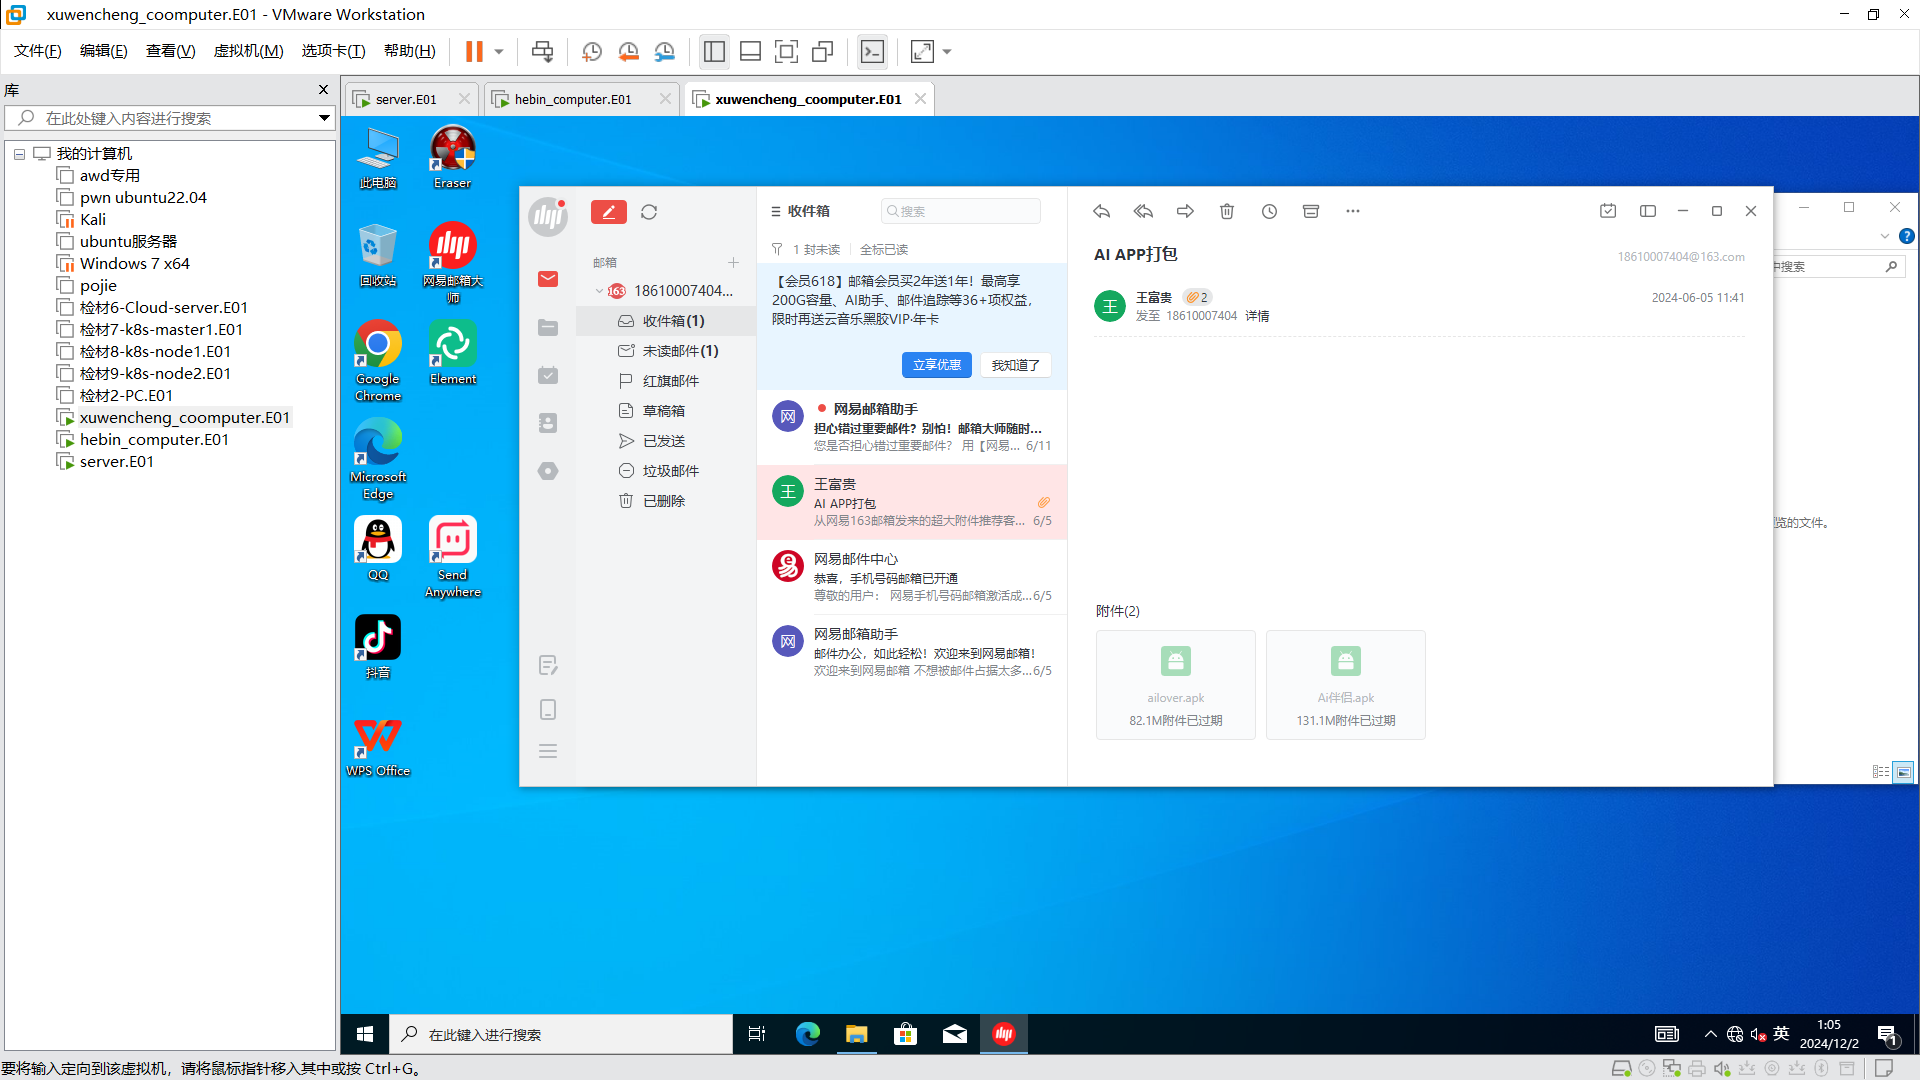 xuwencheng_coomputer.E01 - VMware Workstation
文件(F) 编辑(E) 查看(V) 虚拟机(M) 选项卡(T) 帮助(H)
库
在此处键入内容进行搜索
我的计算机
awd专用
pwn ubuntu22.04
Kali
ubuntu服务器
Windows 7 x64
pojie
检材6-Cloud-server.E01
检材7-k8s-master1.E01
检材8-k8s-node1.E01
检材9-k8s-node2.E01
检材2-PC.E01
xuwencheng_coomputer.E01
hebin_computer.E01
server.E01
server.E01
hebin_computer.E01
xuwencheng_coomputer.E01
此电脑
Eraser
回收站
网易邮箱大师
Google Chrome
Element
Microsoft Edge
QQ
Send Anywhere
抖音
WPS Office
邮箱
163
18610007404...
收件箱(1)
未读邮件(1)
红旗邮件
草稿箱
已发送
垃圾邮件
已删除
收件箱
搜索
1 封未读
全标已读
【会员618】邮箱会员买2年送1年！最高享
200G容量、AI助手、邮件追踪等36+项权益，
限时再送云音乐黑胶VIP·年卡
立享优惠
我知道了
网
网易邮箱助手
担心错过重要邮件？别怕！邮箱大师随时...
您是否担心错过重要邮件？ 用【网易... 6/11
王
王富贵
AI APP打包
从网易163邮箱发来的超大附件推荐客... 6/5
网易邮件中心
恭喜，手机号码邮箱已开通
尊敬的用户： 网易手机号码邮箱激活成... 6/5
网
网易邮箱助手
邮件办公，如此轻松！欢迎来到网易邮箱！
欢迎来到网易邮箱 不想被邮件占据太多... 6/5
AI APP打包
18610007404@163.com
王
王富贵
2
2024-06-05 11:41
发至 18610007404 详情
附件(2)
ailover.apk
82.1M附件已过期
Ai伴侣.apk
131.1M附件已过期
中搜索
览的文件。
在此键入进行搜索
英
1:05
2024/12/2
1
要将输入定向到该虚拟机，请将鼠标指针移入其中或按 Ctrl+G。